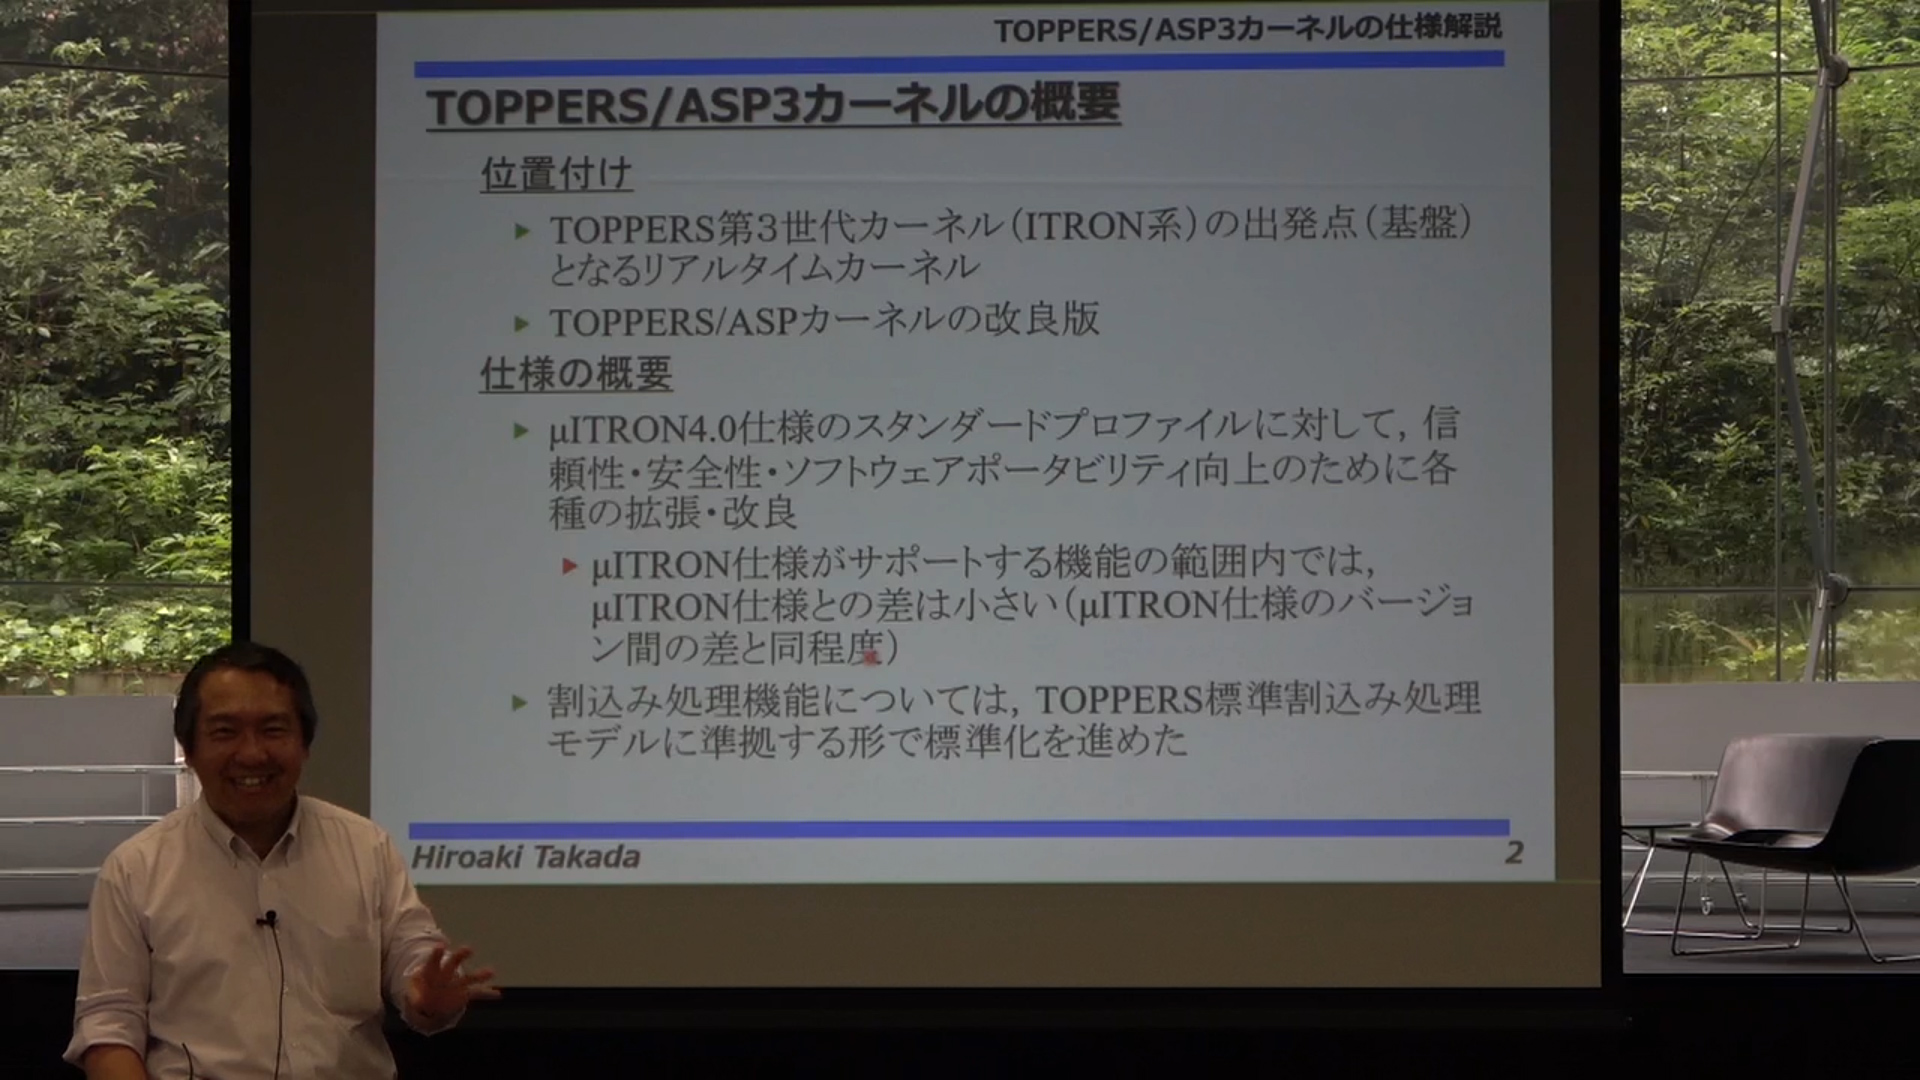 TOPPERS/ASP3カーネルの仕様解説
TOPPERS/ASP3カーネルの概要
位置付け
TOPPERS第3世代カーネル（ITRON系）の出発点（基盤）
となるリアルタイムカーネル
TOPPERS/ASPカーネルの改良版
仕様の概要
μITRON4.0仕様のスタンダードプロファイルに対して，信
頼性・安全性・ソフトウェアポータビリティ向上のために各
種の拡張・改良
μITRON仕様がサポートする機能の範囲内では，
μITRON仕様との差は小さい（μITRON仕様のバージョ
ン間の差と同程度）
割込み処理機能については，TOPPERS標準割込み処理
モデルに準拠する形で標準化を進めた
Hiroaki Takada
2